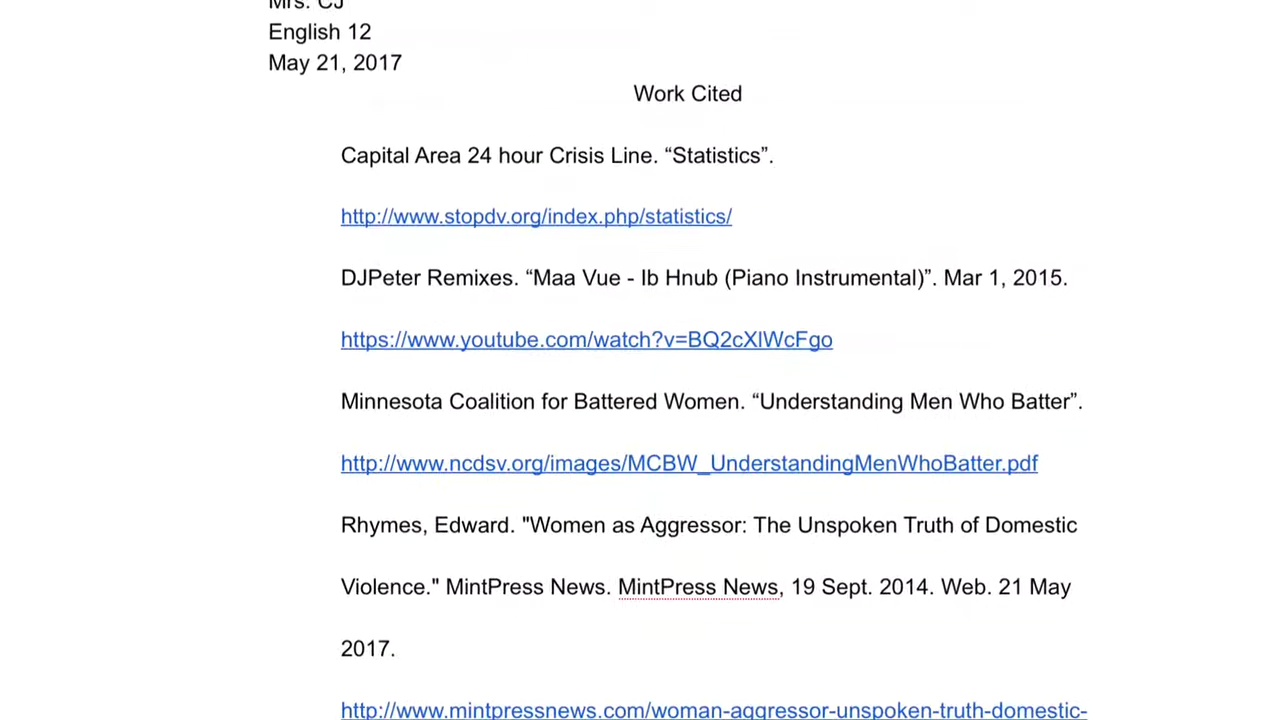 Mrs. CJ
English 12
May 21, 2017
Work Cited
Capital Area 24 hour Crisis Line. “Statistics”.
http://www.stopdv.org/index.php/statistics/
DJPeter Remixes. “Maa Vue - Ib Hnub (Piano Instrumental)”. Mar 1, 2015.
https://www.youtube.com/watch?v=BQ2cXlWcFgo
Minnesota Coalition for Battered Women. “Understanding Men Who Batter”.
http://www.ncdsv.org/images/MCBW_UnderstandingMenWhoBatter.pdf
Rhymes, Edward. "Women as Aggressor: The Unspoken Truth of Domestic
Violence." MintPress News. MintPress News, 19 Sept. 2014. Web. 21 May
2017.
http://www.mintpressnews.com/woman-aggressor-unspoken-truth-domestic-